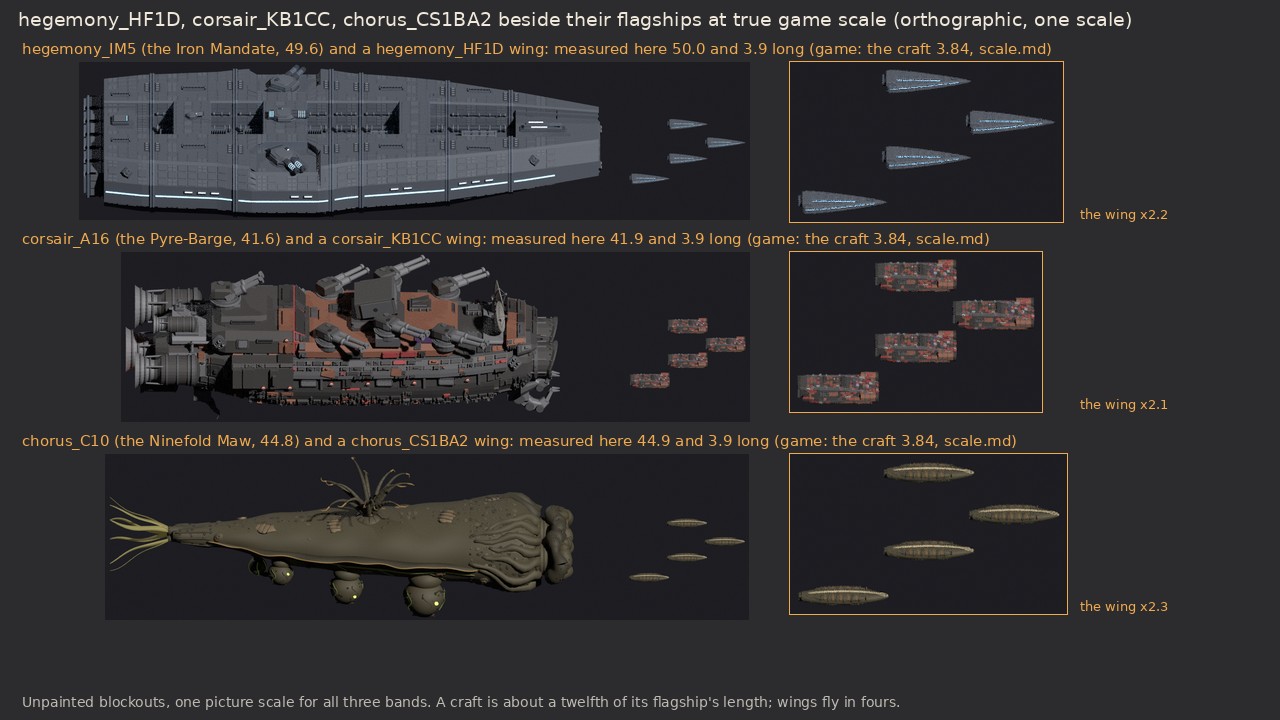 hegemony_HF1D, corsair_KB1CC, chorus_CS1BA2 beside their flagships at true game scale (orthographic, one scale)
hegemony_IM5 (the Iron Mandate, 49.6) and a hegemony_HF1D wing: measured here 50.0 and 3.9 long (game: the craft 3.84, scale.md)
the wing x2.2
corsair_A16 (the Pyre-Barge, 41.6) and a corsair_KB1CC wing: measured here 41.9 and 3.9 long (game: the craft 3.84, scale.md)
the wing x2.1
chorus_C10 (the Ninefold Maw, 44.8) and a chorus_CS1BA2 wing: measured here 44.9 and 3.9 long (game: the craft 3.84, scale.md)
the wing x2.3
Unpainted blockouts, one picture scale for all three bands. A craft is about a twelfth of its flagship's length; wings fly in fours.